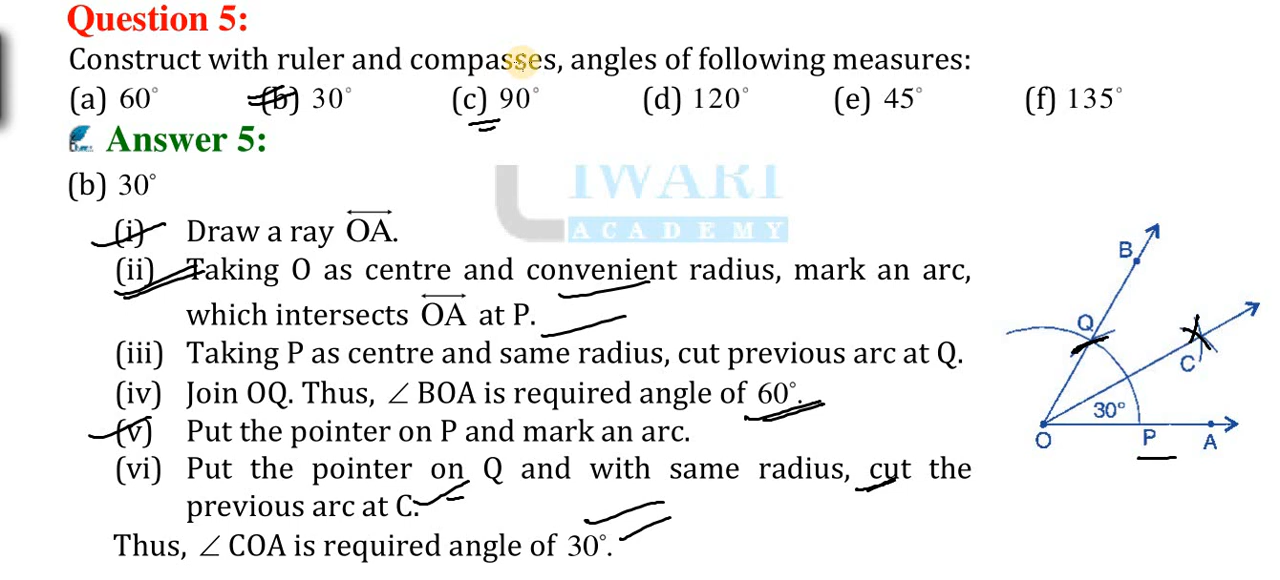 Question 5:
Construct with ruler and compasses, angles of following measures:
(a) 60° (b) 30° (c) 90° (d) 120° (e) 45° (f) 135°
Answer 5:
(b) 30°
IWARI
ACADEMY
(i) Draw a ray OA.
(ii) Taking O as centre and convenient radius, mark an arc,
which intersects OA at P.
(iii) Taking P as centre and same radius, cut previous arc at Q.
(iv) Join OQ. Thus, ∠ BOA is required angle of 60°.
(v) Put the pointer on P and mark an arc.
(vi) Put the pointer on Q and with same radius, cut the
previous arc at C.
Thus, ∠ COA is required angle of 30°.
B
Q
C
30°
O P A